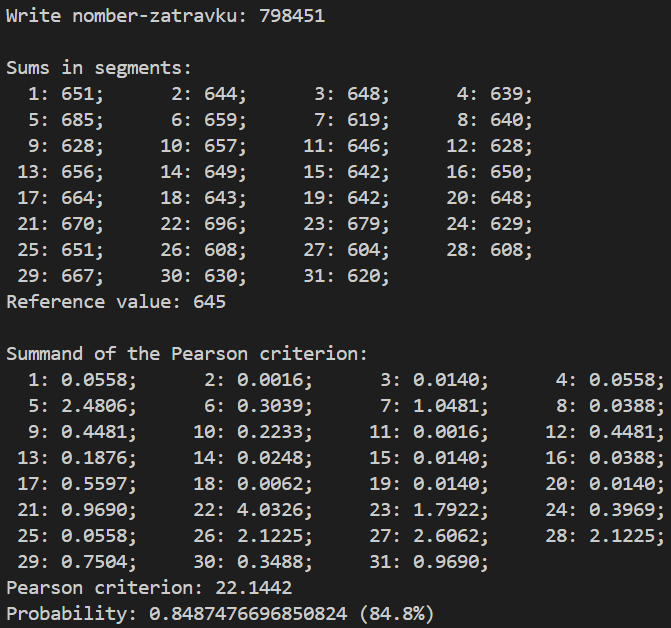 Write nomber-zatravku: 798451
Sums in segments:
1: 651; 2: 644; 3: 648; 4: 639;
5: 685; 6: 659; 7: 619; 8: 640;
9: 628; 10: 657; 11: 646; 12: 628;
13: 656; 14: 649; 15: 642; 16: 650;
17: 664; 18: 643; 19: 642; 20: 648;
21: 670; 22: 696; 23: 679; 24: 629;
25: 651; 26: 608; 27: 604; 28: 608;
29: 667; 30: 630; 31: 620;
Reference value: 645
Summand of the Pearson criterion:
1: 0.0558; 2: 0.0016; 3: 0.0140; 4: 0.0558;
5: 2.4806; 6: 0.3039; 7: 1.0481; 8: 0.0388;
9: 0.4481; 10: 0.2233; 11: 0.0016; 12: 0.4481;
13: 0.1876; 14: 0.0248; 15: 0.0140; 16: 0.0388;
17: 0.5597; 18: 0.0062; 19: 0.0140; 20: 0.0140;
21: 0.9690; 22: 4.0326; 23: 1.7922; 24: 0.3969;
25: 0.0558; 26: 2.1225; 27: 2.6062; 28: 2.1225;
29: 0.7504; 30: 0.3488; 31: 0.9690;
Pearson criterion: 22.1442
Probability: 0.8487476696850824 (84.8%)